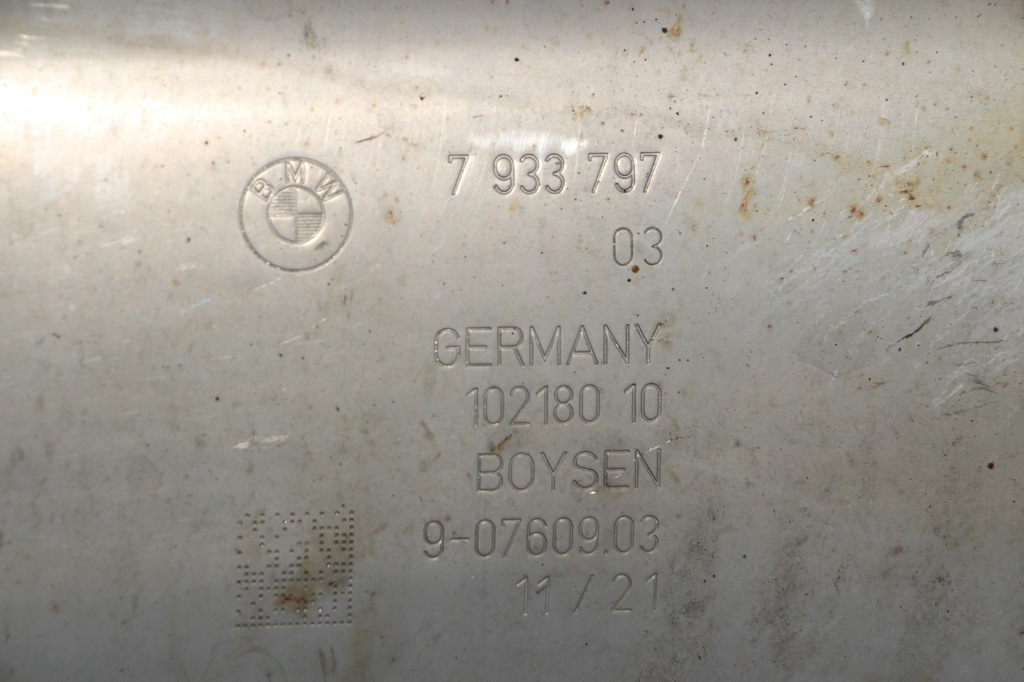 BMW
7 933 797
03
GERMANY
102180 10
BOYSEN
9-07609.03
11 / 21